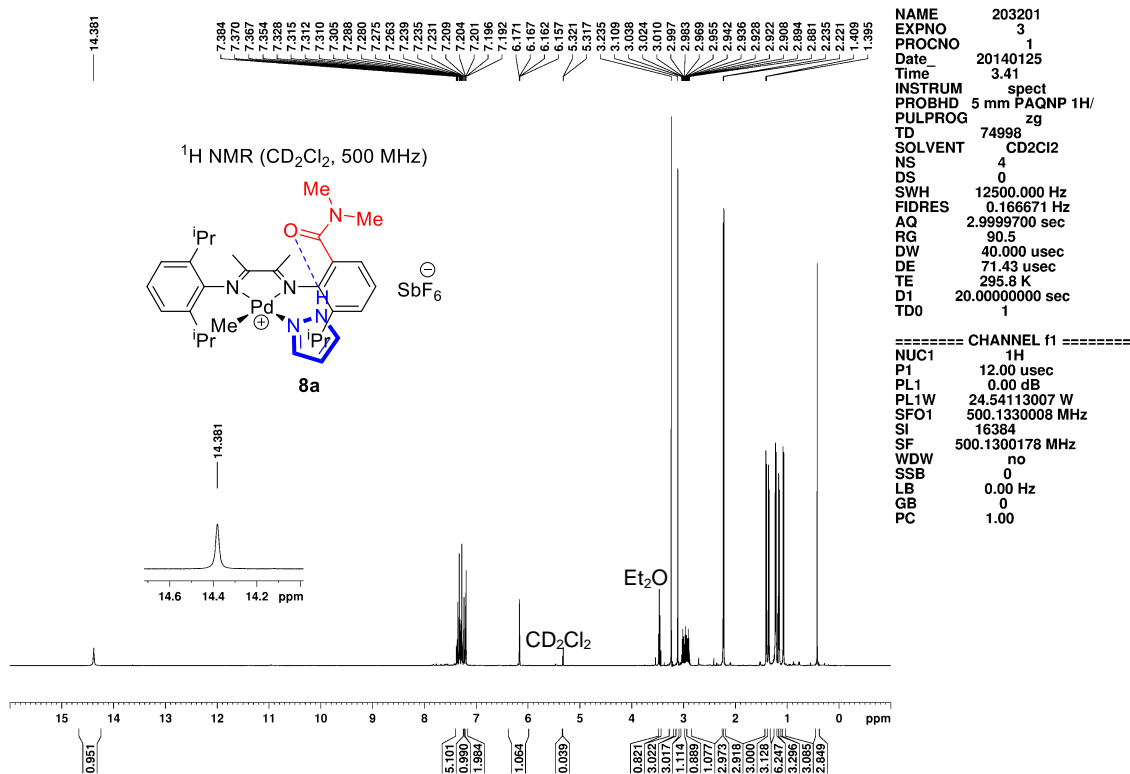 14.381
7.384
7.370
7.367
7.354
7.328
7.315
7.312
7.310
7.305
7.288
7.280
7.275
7.263
7.239
7.235
7.231
7.209
7.204
7.201
7.196
7.192
6.171
6.167
6.162
6.157
5.321
5.317
3.235
3.109
3.038
3.024
3.010
2.997
2.983
2.969
2.955
2.942
2.936
2.928
2.922
2.908
2.894
2.881
2.235
2.221
1.409
1.395
¹H NMR (CD₂Cl₂, 500 MHz)
Me
N
Me
O
ⁱPr
N
N
ⁱPr
Me
Pd
⊕
H
N
N
ⁱPr
SbF₆
⊖
8a
14.381
14.6 14.4 14.2 ppm
Et₂O
CD₂Cl₂
15 14 13 12 11 10 9 8 7 6 5 4 3 2 1 0 ppm
0.951
5.101
0.990
1.984
1.064
0.039
0.821
3.022
3.017
1.114
0.889
1.077
2.973
2.918
3.000
3.128
6.247
3.296
3.085
2.849
NAME 203201
EXPNO 3
PROCNO 1
Date_ 20140125
Time 3.41
INSTRUM spect
PROBHD 5 mm PAQNP 1H/
PULPROG zg
TD 74998
SOLVENT CD2Cl2
NS 4
DS 0
SWH 12500.000 Hz
FIDRES 0.166671 Hz
AQ 2.9999700 sec
RG 90.5
DW 40.000 usec
DE 71.43 usec
TE 295.8 K
D1 20.00000000 sec
TD0 1
======== CHANNEL f1 ========
NUC1 1H
P1 12.00 usec
PL1 0.00 dB
PL1W 24.54113007 W
SFO1 500.1330008 MHz
SI 16384
SF 500.1300178 MHz
WDW no
SSB 0
LB 0.00 Hz
GB 0
PC 1.00